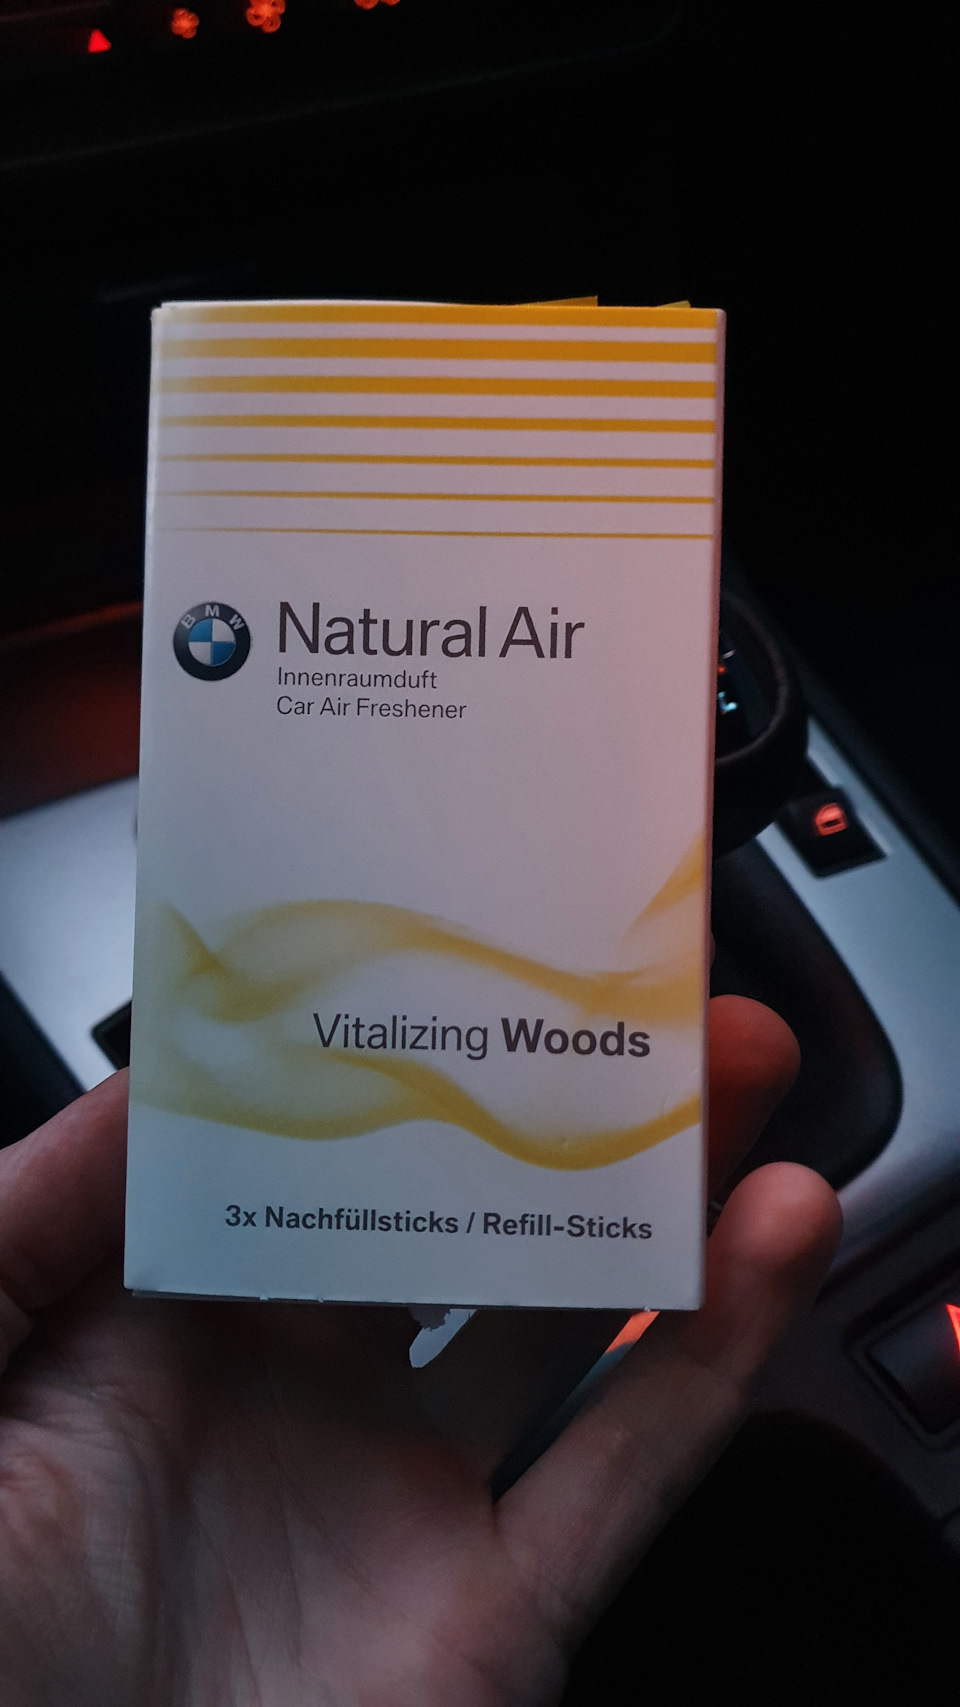 BMW
Natural Air
Innenraumduft
Car Air Freshener
Vitalizing Woods
3x Nachfüllsticks / Refill-Sticks